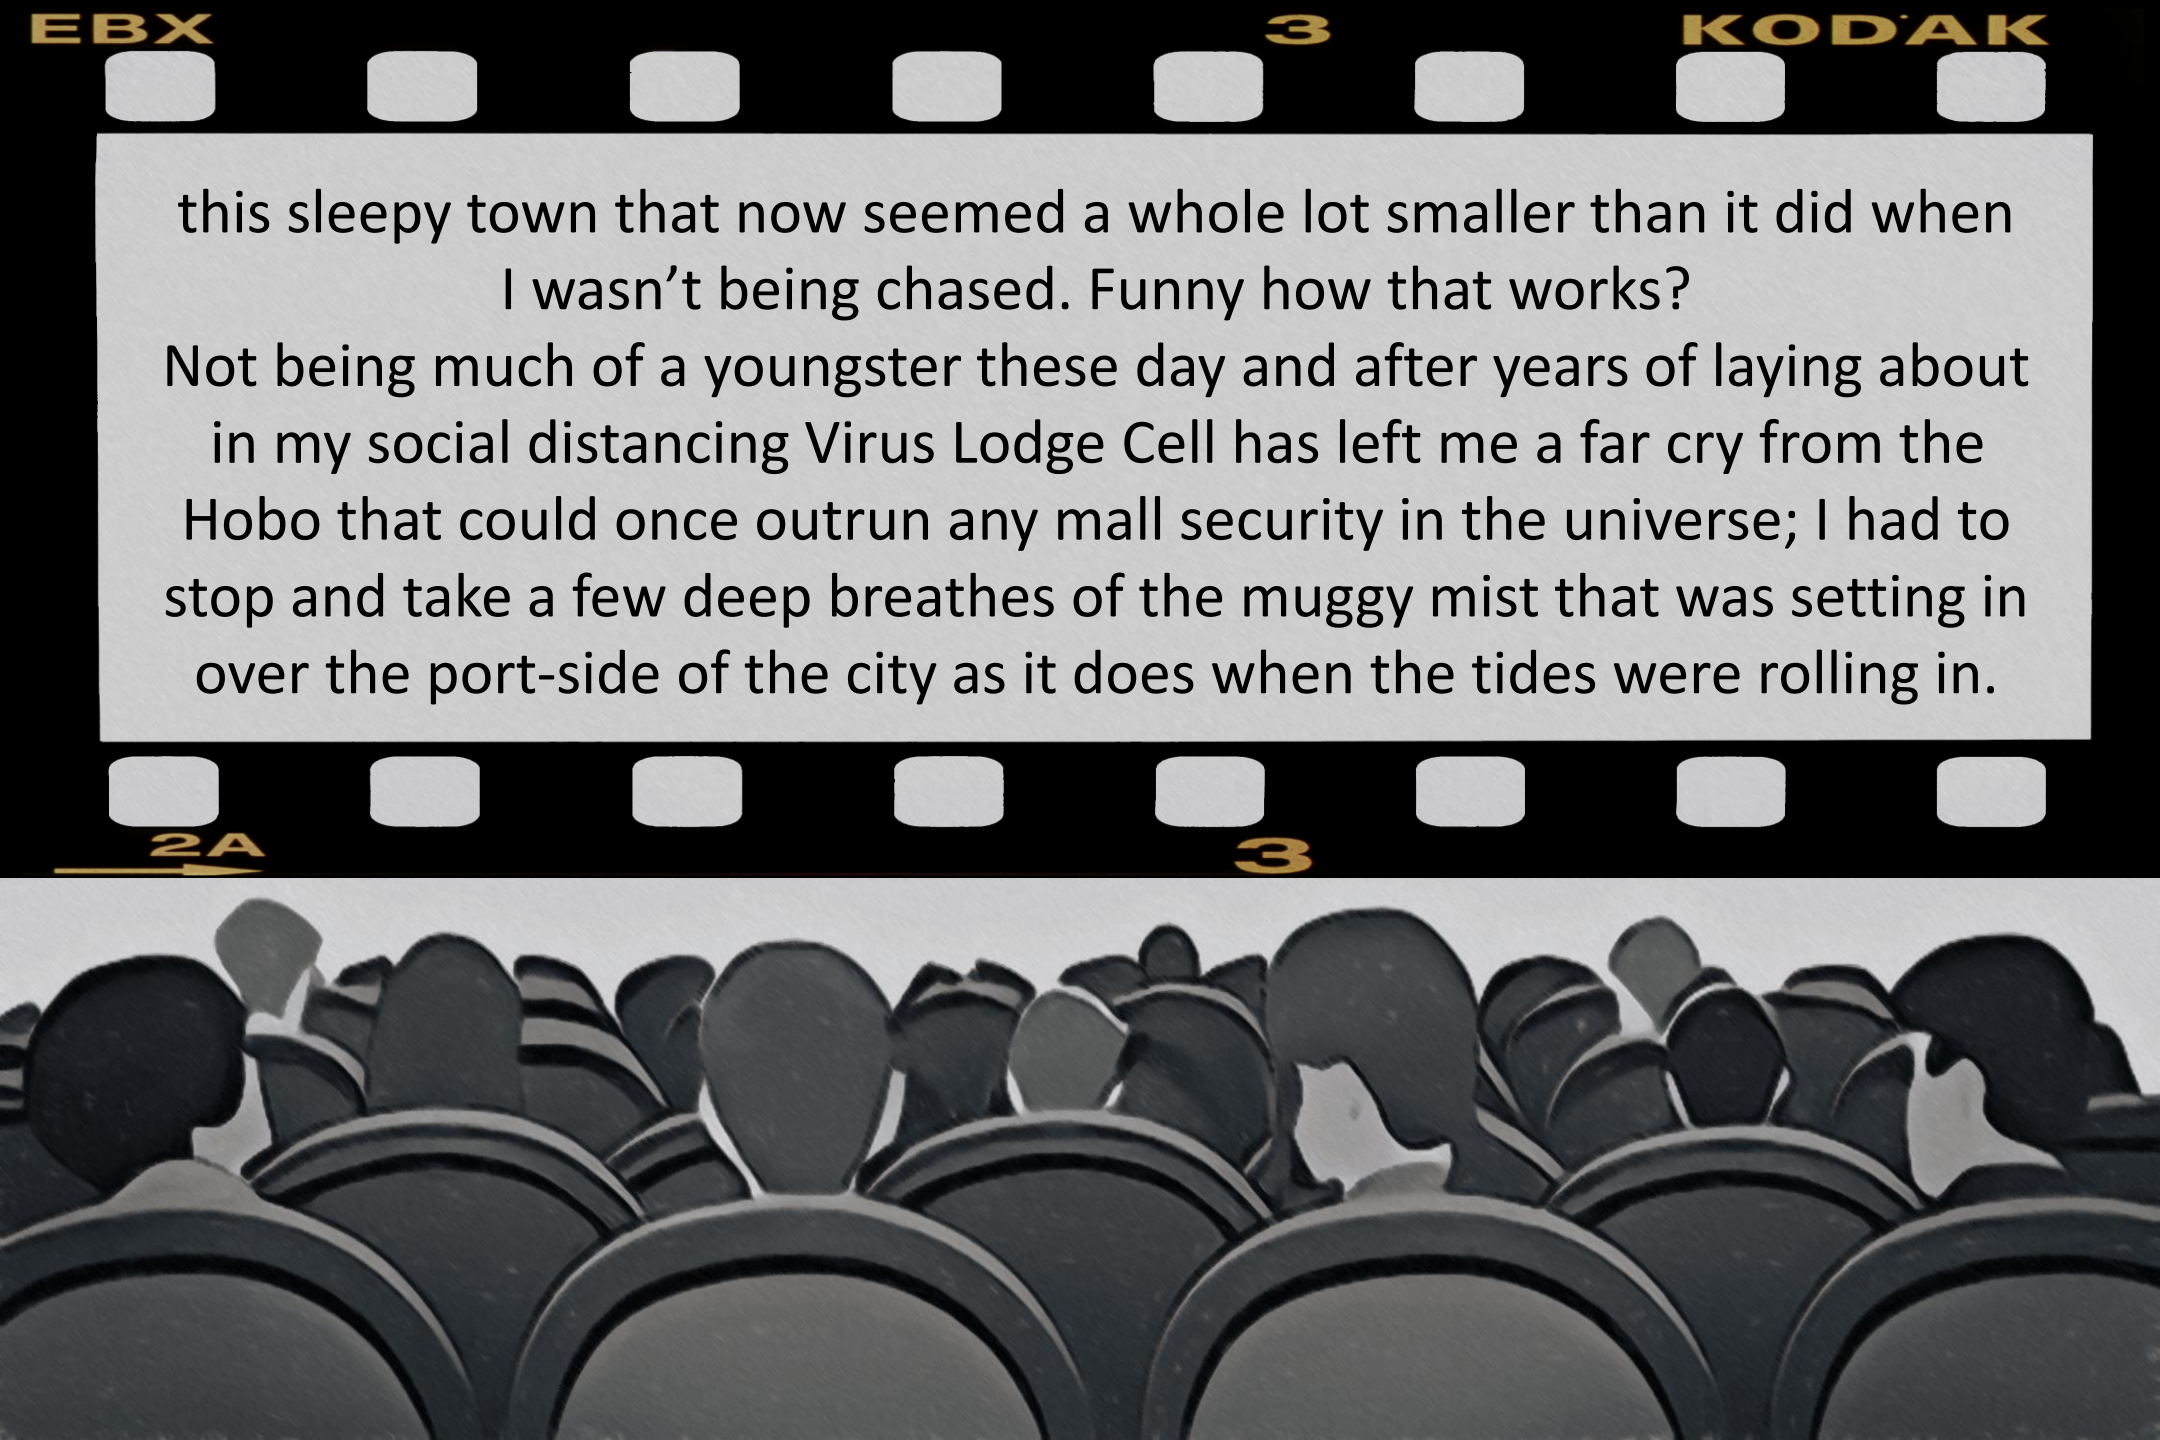 EBX 3 KODAK
this sleepy town that now seemed a whole lot smaller than it did when
I wasn’t being chased. Funny how that works?
Not being much of a youngster these day and after years of laying about
in my social distancing Virus Lodge Cell has left me a far cry from the
Hobo that could once outrun any mall security in the universe; I had to
stop and take a few deep breathes of the muggy mist that was setting in
over the port-side of the city as it does when the tides were rolling in.
2A 3